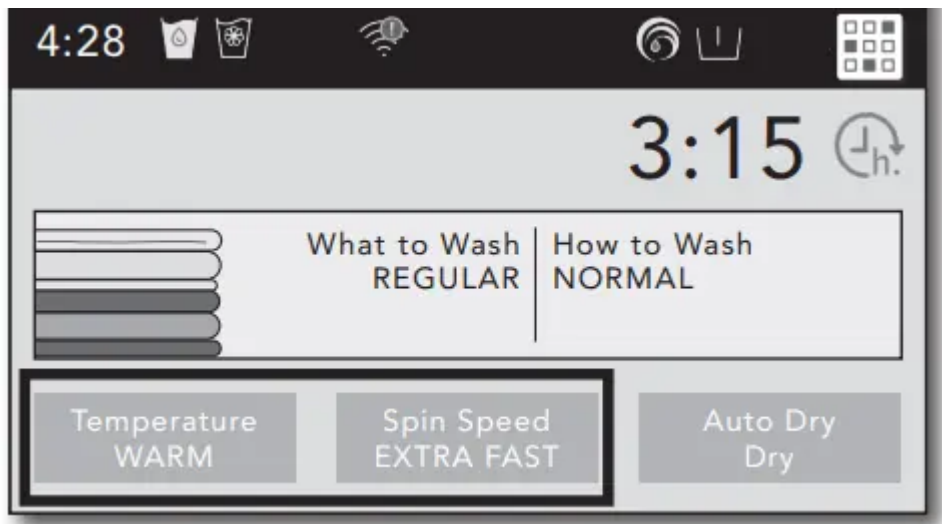 4:28
3:15 h.
What to Wash
REGULAR
How to Wash
NORMAL
Temperature
WARM
Spin Speed
EXTRA FAST
Auto Dry
Dry